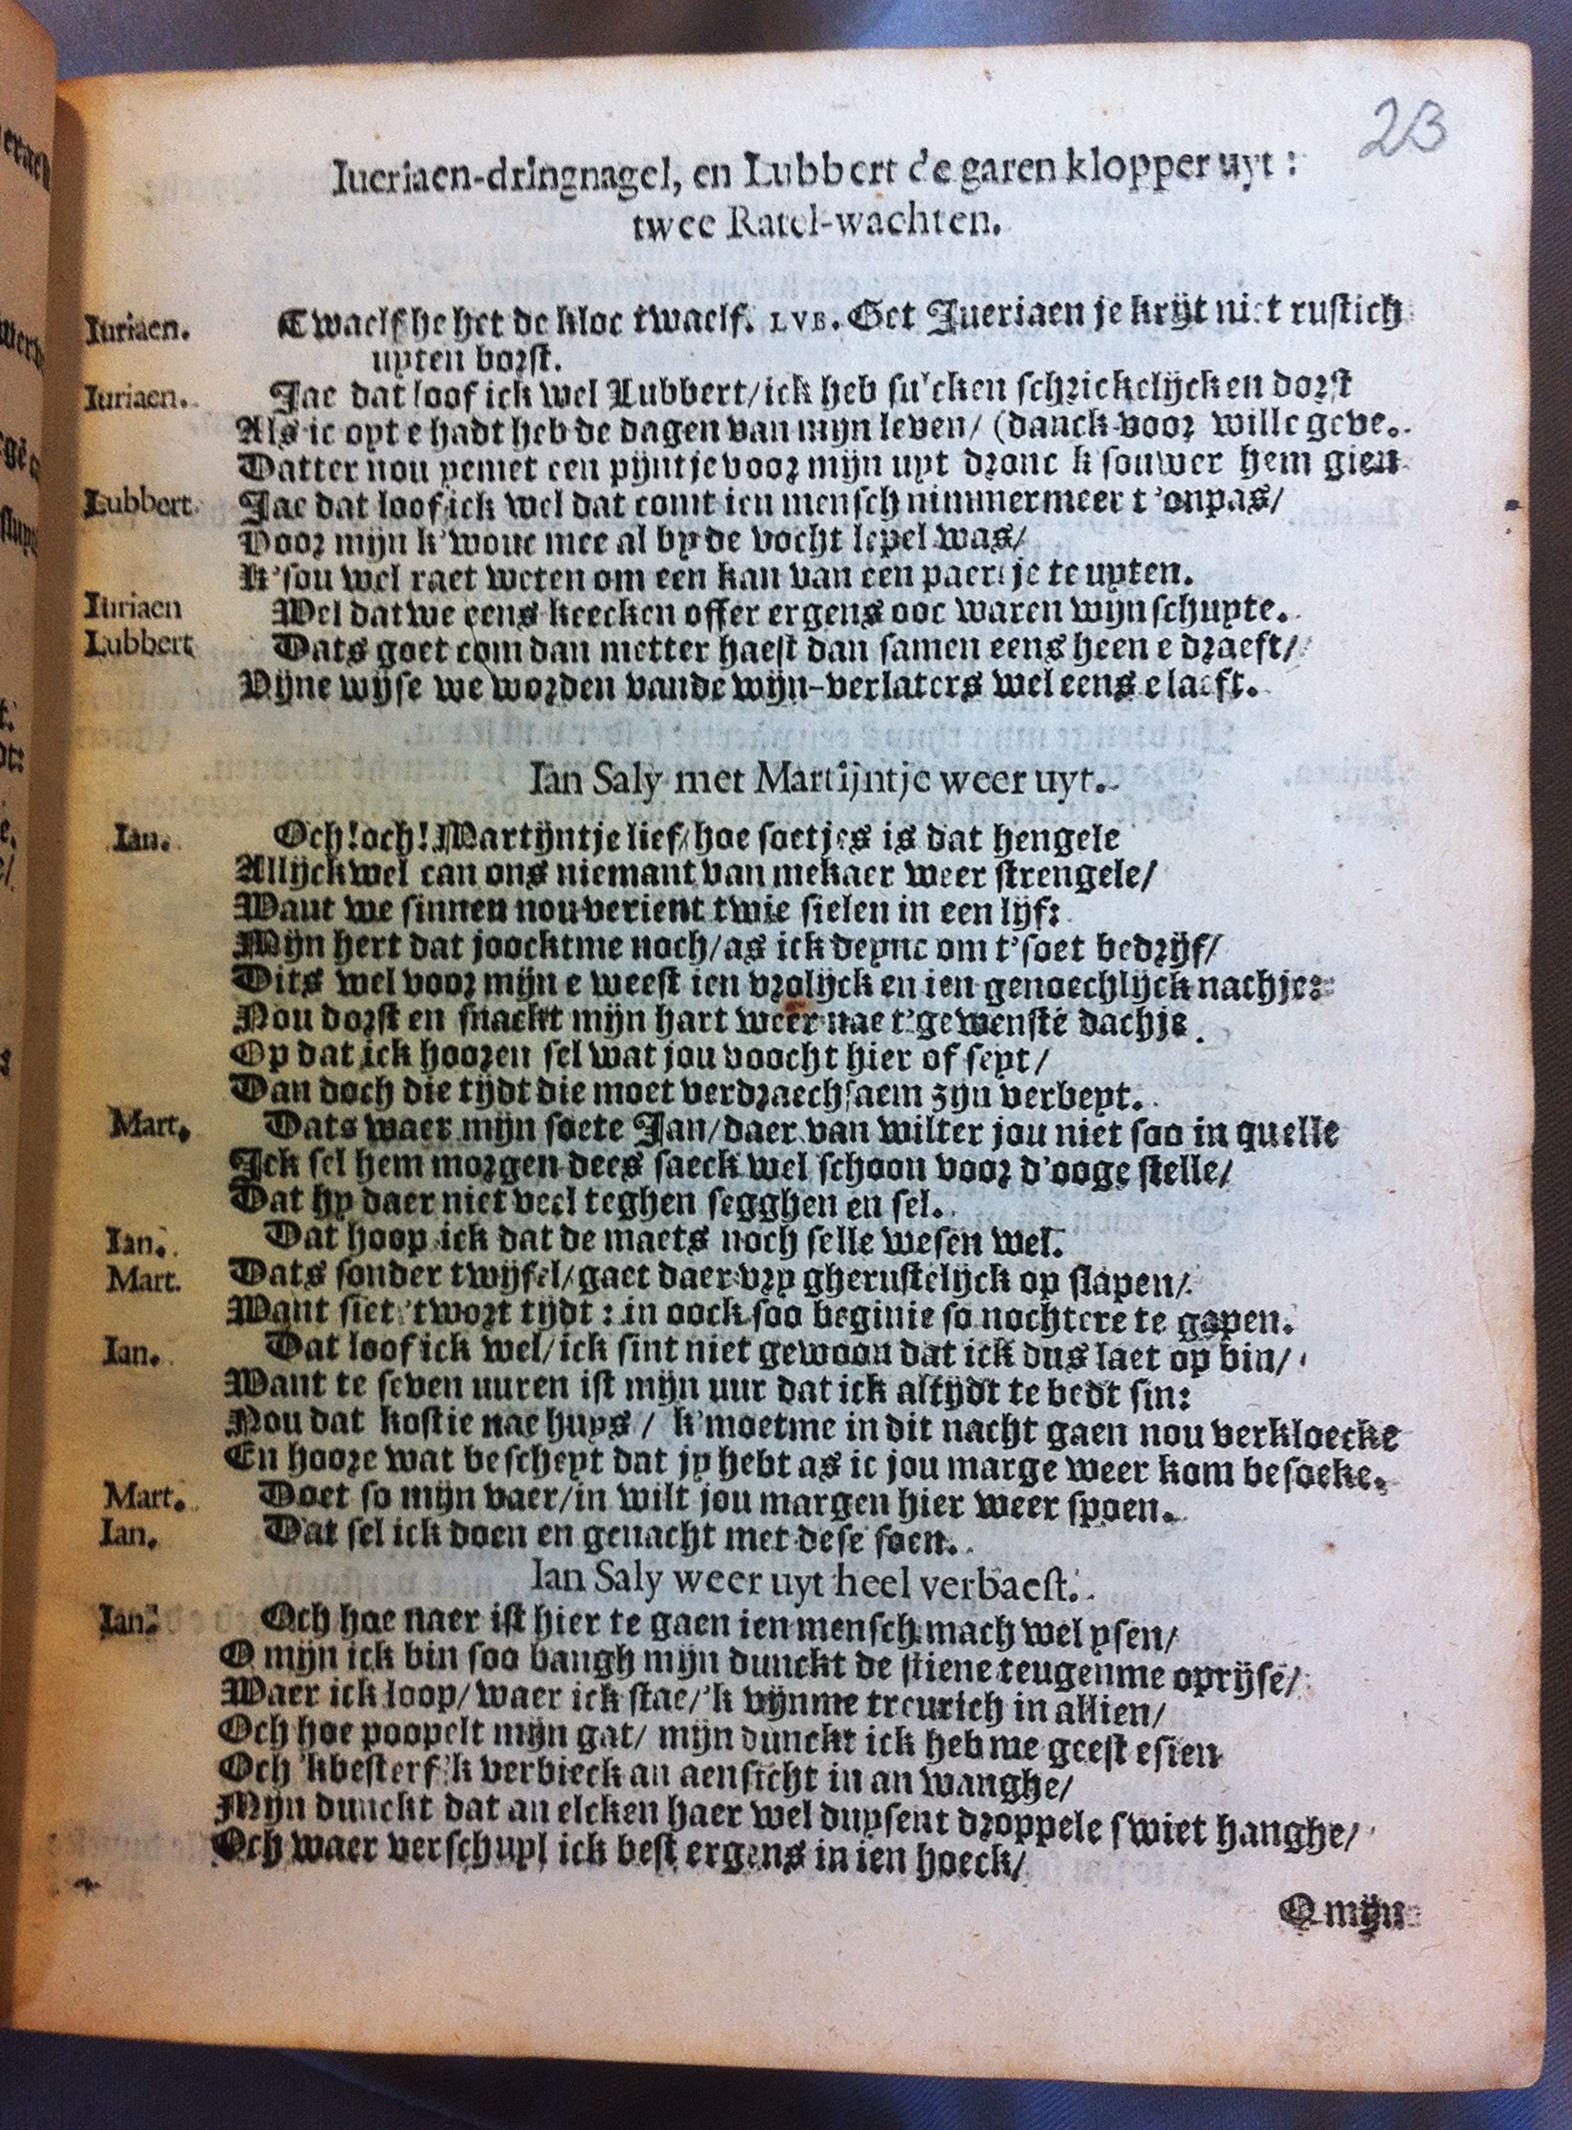 23
Iueriaen-dringnagel, en Lubbert de garen klopper uyt:
twee Ratel-wachten.
Iuriaen. Twaelf he het de kloc twaelf. LVB. Get Jueriaen je krijt niet rustich
uyten borst.
Iuriaen. Jae dat loof ick wel Lubbert/ ick heb sulcken schrickelijcken dorst
Als ic oyt e hadt heb de dagen van mijn leven/ (danck voor wille geve.
Datter nou yemet een pijntje voor mijn uyt dronc k souwer hem gien
Lubbert. Jae dat loof ick wel dat comt ien mensch nimmermeer t'onpas/
Voor mijn k'wouc mee al by de vocht lepel was/
K'sou wel raet weten om een kan van een paertje te uyten.
Iuriaen Wel dat we eens keecken offer ergens ooc waren wijn schuyte.
Lubbert Dats goet com dan metter haest dan samen eens heen e draeft/
Vijne wijse we worden vande wijn-verlaters wel eens e laeft.
Ian Saly met Martijntje weer uyt.
Ian. Och! och! Martijntje lief/ hoe soetjes is dat hengele
Allijckwel can ons niemant van mekaer weer strengele/
Want we sinnen nou verient twie sielen in een lijf:
Mijn hert dat joocktme noch/ as ick deync om t'soet bedrijf/
Dits wel voor mijn e weest ien vrolijck en ien genoechlijck nachje:
Nou dorst en snackt mijn hart weer nae t'gewenste dachje.
Op dat ick hooren sel wat jou voocht hier of seyt/
Dan doch die tijdt die moet verdraechsaem zijn verbeyt.
Mart. Dats waer mijn soete Jan/ daer van wilter jou niet soo in quelle
Ick sel hem morgen dees saeck wel schoon voor d'ooge stelle/
Dat hy daer niet veel teghen segghen en sel.
Ian. Dat hoop ick dat de maets noch selle wesen wel.
Mart. Dats sonder twijfel/ gaet daer vry gherustelijck op slapen/
Want siet 'twort tijdt: in oock soo beginie so nochtere te gapen.
Ian. Dat loof ick wel/ ick sint niet gewoon dat ick dus laet op bin/
Want te seven uuren ist mijn uur dat ick altijdt te bedt sin:
Nou dat kostie nae huys/ k'moetme in dit nacht gaen nou verkloecke
En hoore wat bescheyt dat jy hebt as ic jou marge weer kom besoeke.
Mart. Doet so mijn vaer/ in wilt jou margen hier weer spoen.
Ian. Dat sel ick doen en genacht met dese soen.
Ian Saly weer uyt heel verbaest.
Ian. Och hoe naer ist hier te gaen ien mensch mach wel ysen/
O mijn ick bin soo bangh mijn dunckt de stiene teugenme oprijse/
Waer ick loop/ waer ick stae/ 'k vijnme treurich in allien/
Och hoe poopelt mijn gat/ mijn dunckt ick heb me geest esien
Och 'kbesterf 'k verbieck an aensicht in an wanghe/
Mijn dunckt dat an elcken haer wel duysent droppele swiet hanghe/
Och waer verschuyl ick best ergens in ien hoeck/
O mijn